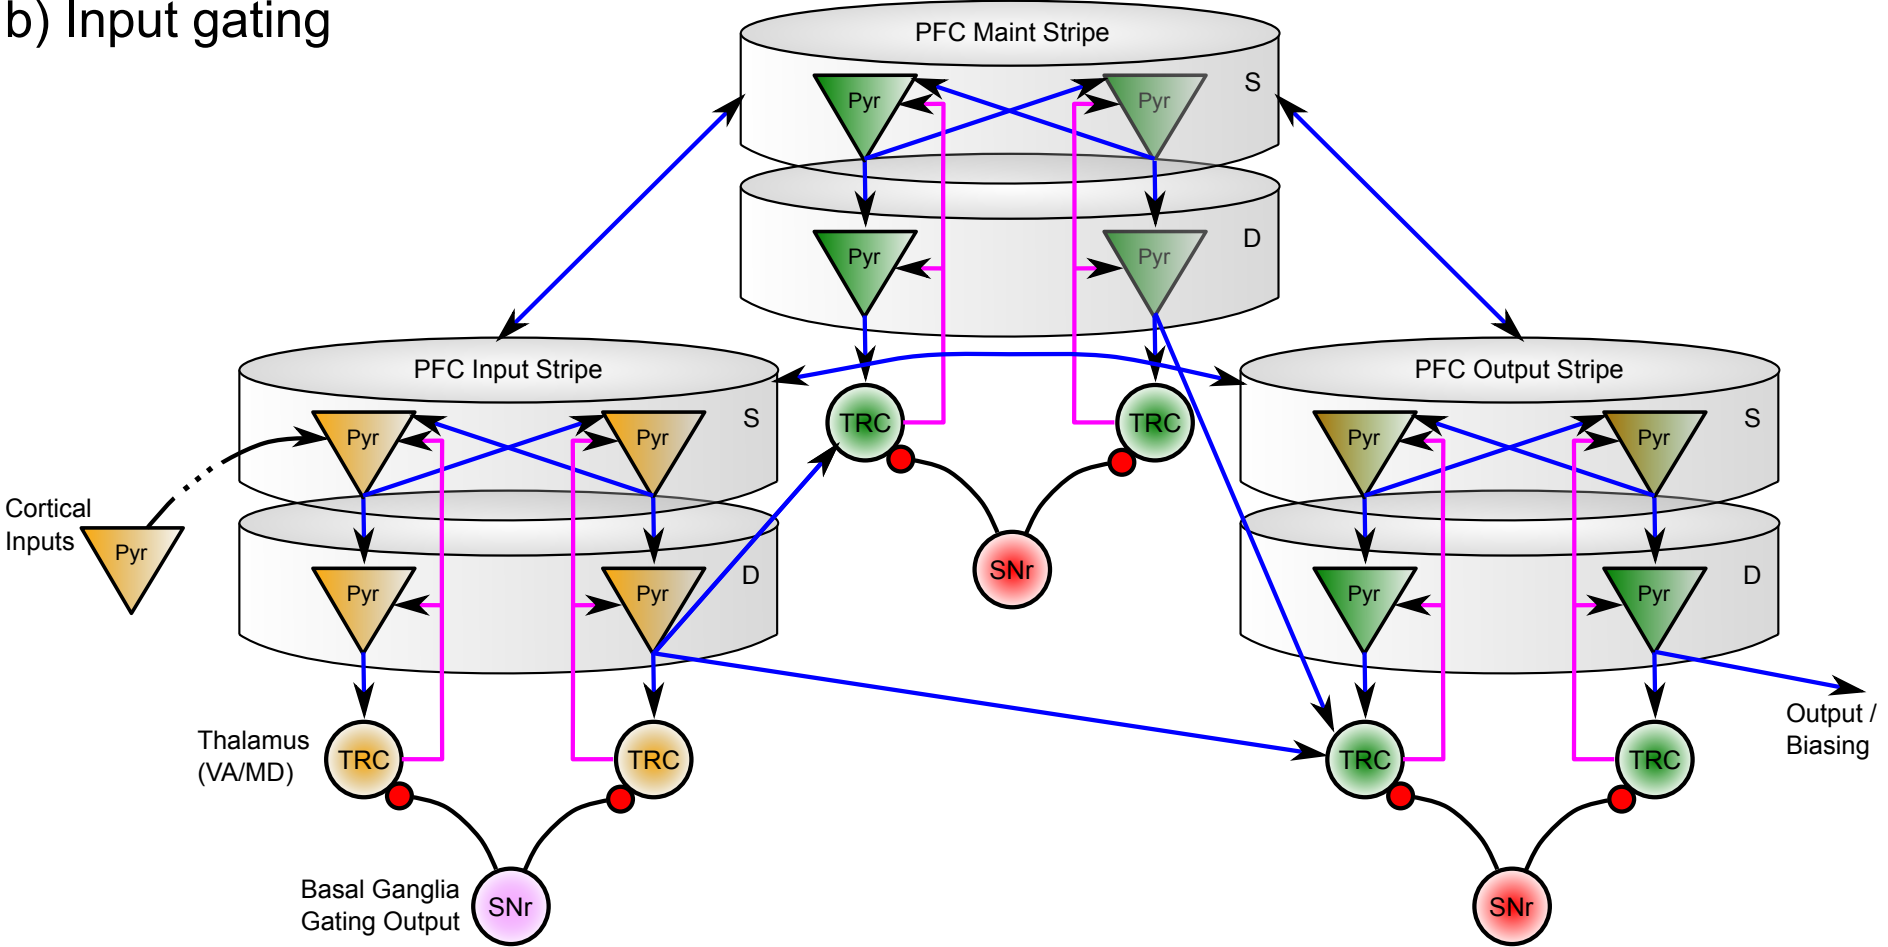 b) Input gating
PFC Maint Stripe
Pyr
Pyr
S
Pyr
Pyr
D
TRC
TRC
SNr
PFC Input Stripe
Pyr
Pyr
S
Cortical
Inputs
Pyr
Pyr
Pyr
D
Thalamus
(VA/MD)
TRC
TRC
Basal Ganglia
Gating Output
SNr
PFC Output Stripe
Pyr
Pyr
S
Pyr
Pyr
D
TRC
TRC
Output /
Biasing
SNr